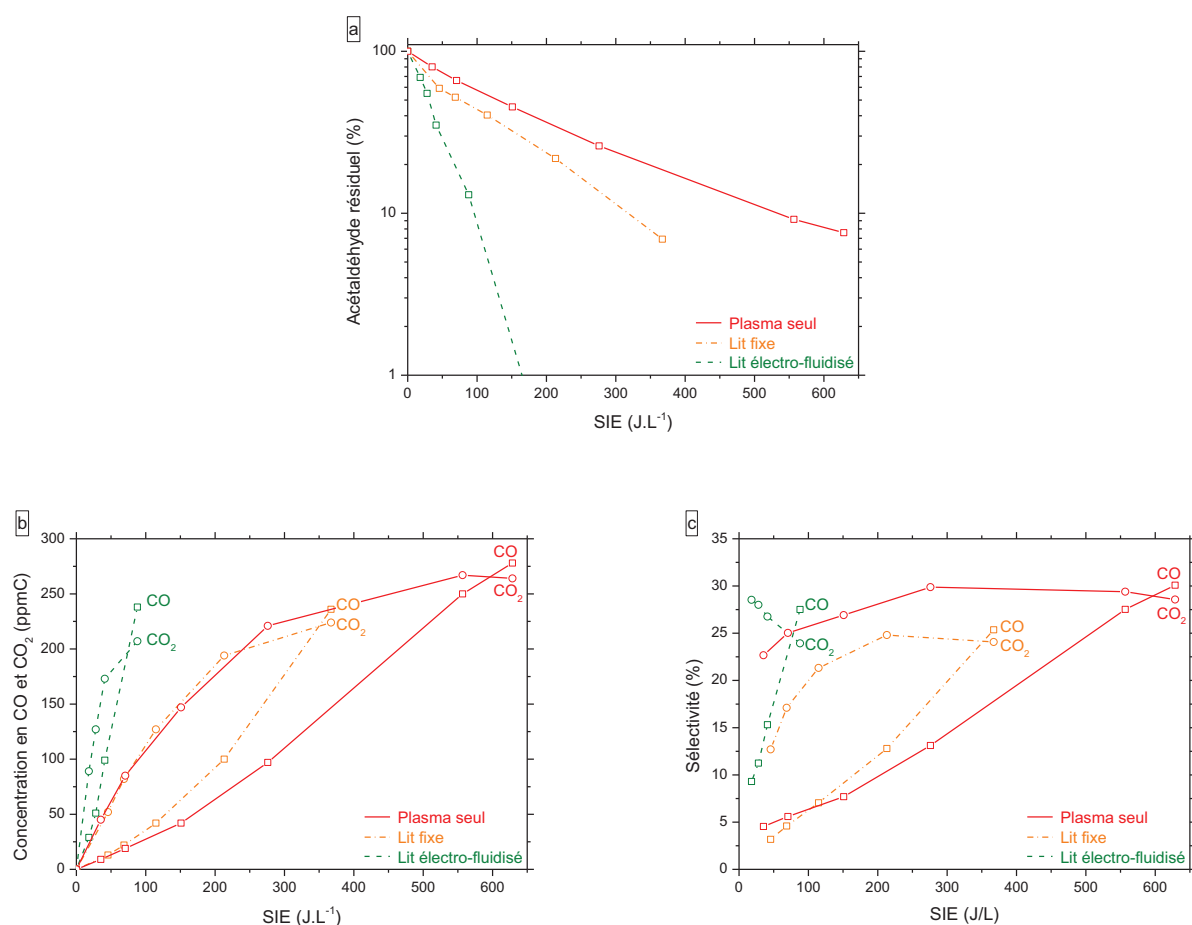 a
Acétaldéhyde résiduel (%)
100
10
1
0 100 200 300 400 500 600
SIE (J.L⁻¹)
Plasma seul
Lit fixe
Lit électro-fluidisé
b
Concentration en CO et CO₂ (ppmC)
300
250
200
150
100
50
0
0 100 200 300 400 500 600
SIE (J.L⁻¹)
CO
CO₂
CO
CO₂
CO
CO₂
Plasma seul
Lit fixe
Lit électro-fluidisé
c
Sélectivité (%)
35
30
25
20
15
10
5
0
0 100 200 300 400 500 600
SIE (J/L)
CO
CO₂
CO
CO₂
CO
CO₂
Plasma seul
Lit fixe
Lit électro-fluidisé